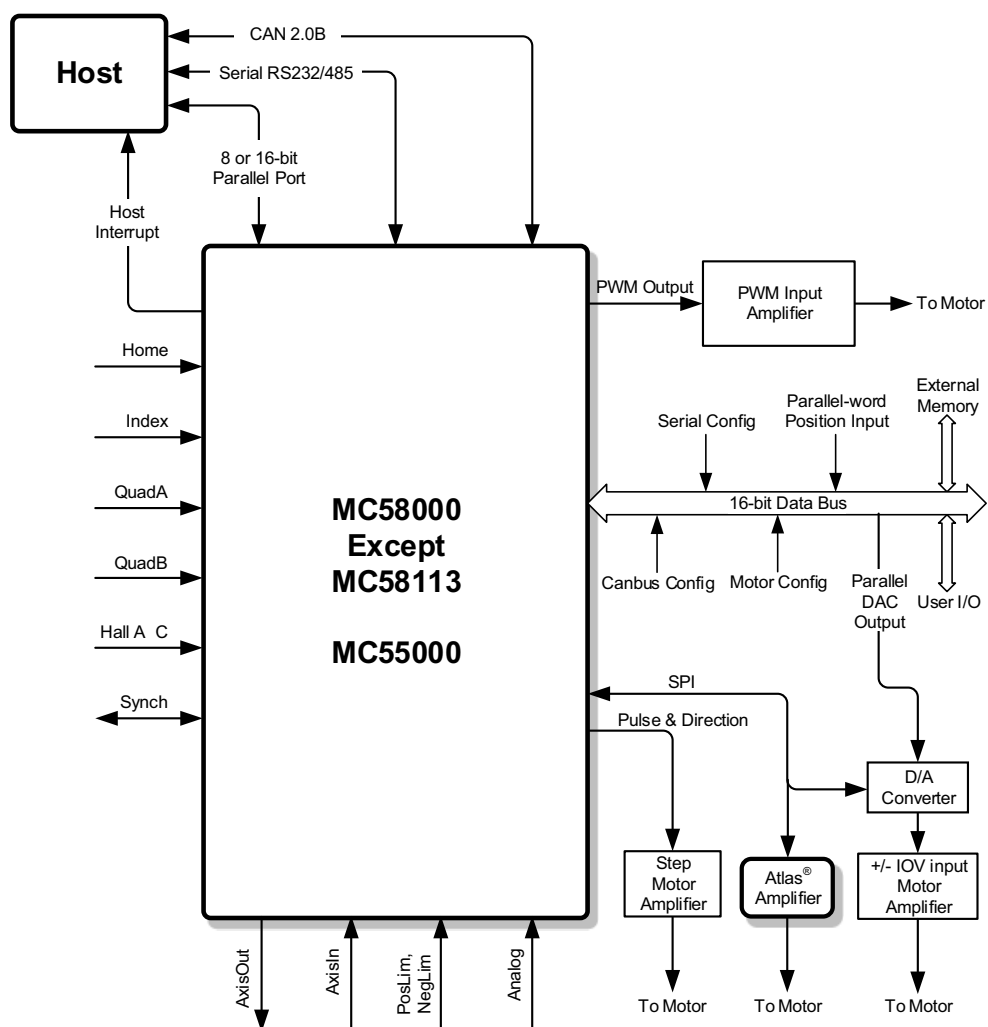 CAN 2.0B
Host
Serial RS232/485
8 or 16-bit
Parallel Port
Host
Interrupt
PWM Output
PWM Input
Amplifier
To Motor
Home
Index
QuadA
QuadB
Hall A C
Synch
MC58000
Except
MC58113
MC55000
External
Memory
Parallel-word
Position Input
Serial Config
16-bit Data Bus
Canbus Config
Motor Config
Parallel
DAC
Output
User I/O
SPI
Pulse & Direction
D/A
Converter
Step
Motor
Amplifier
Atlas®
Amplifier
+/- IOV input
Motor
Amplifier
AxisOut
AxisIn
PosLim,
NegLim
Analog
To Motor
To Motor
To Motor